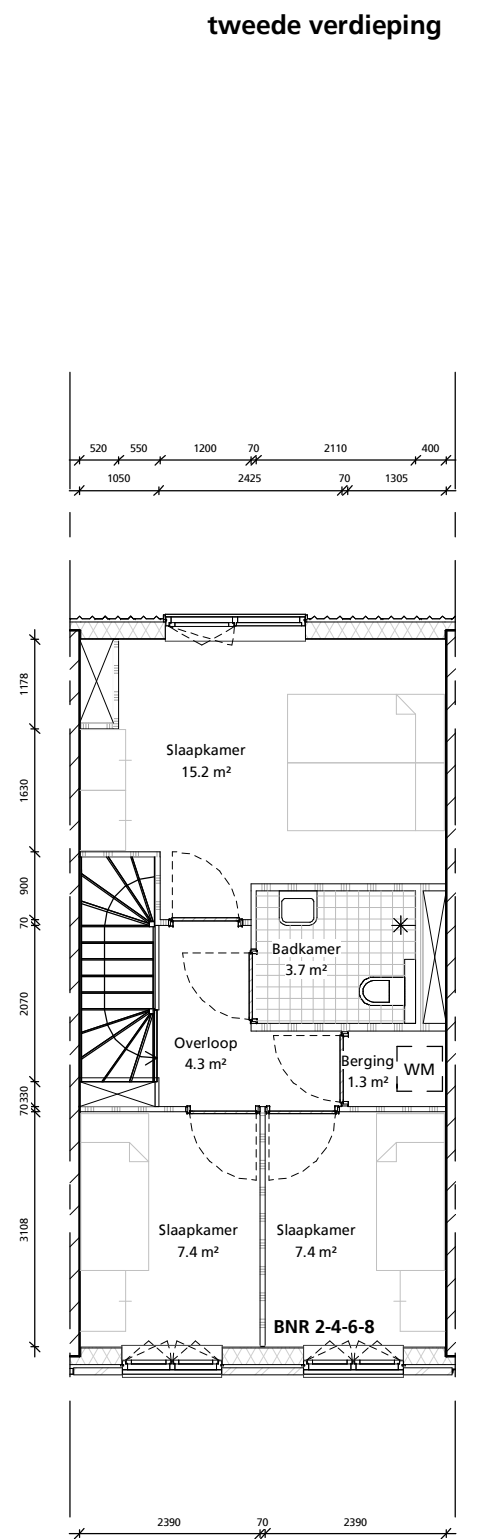 tweede verdieping
520 550 1200 70 2110 400
1050 2425 70 1305
1178
1630
900
70
2070
330
70
3108
Slaapkamer
15.2 m²
Badkamer
3.7 m²
Overloop
4.3 m²
Berging
1.3 m²
WM
Slaapkamer
7.4 m²
Slaapkamer
7.4 m²
BNR 2-4-6-8
2390 70 2390